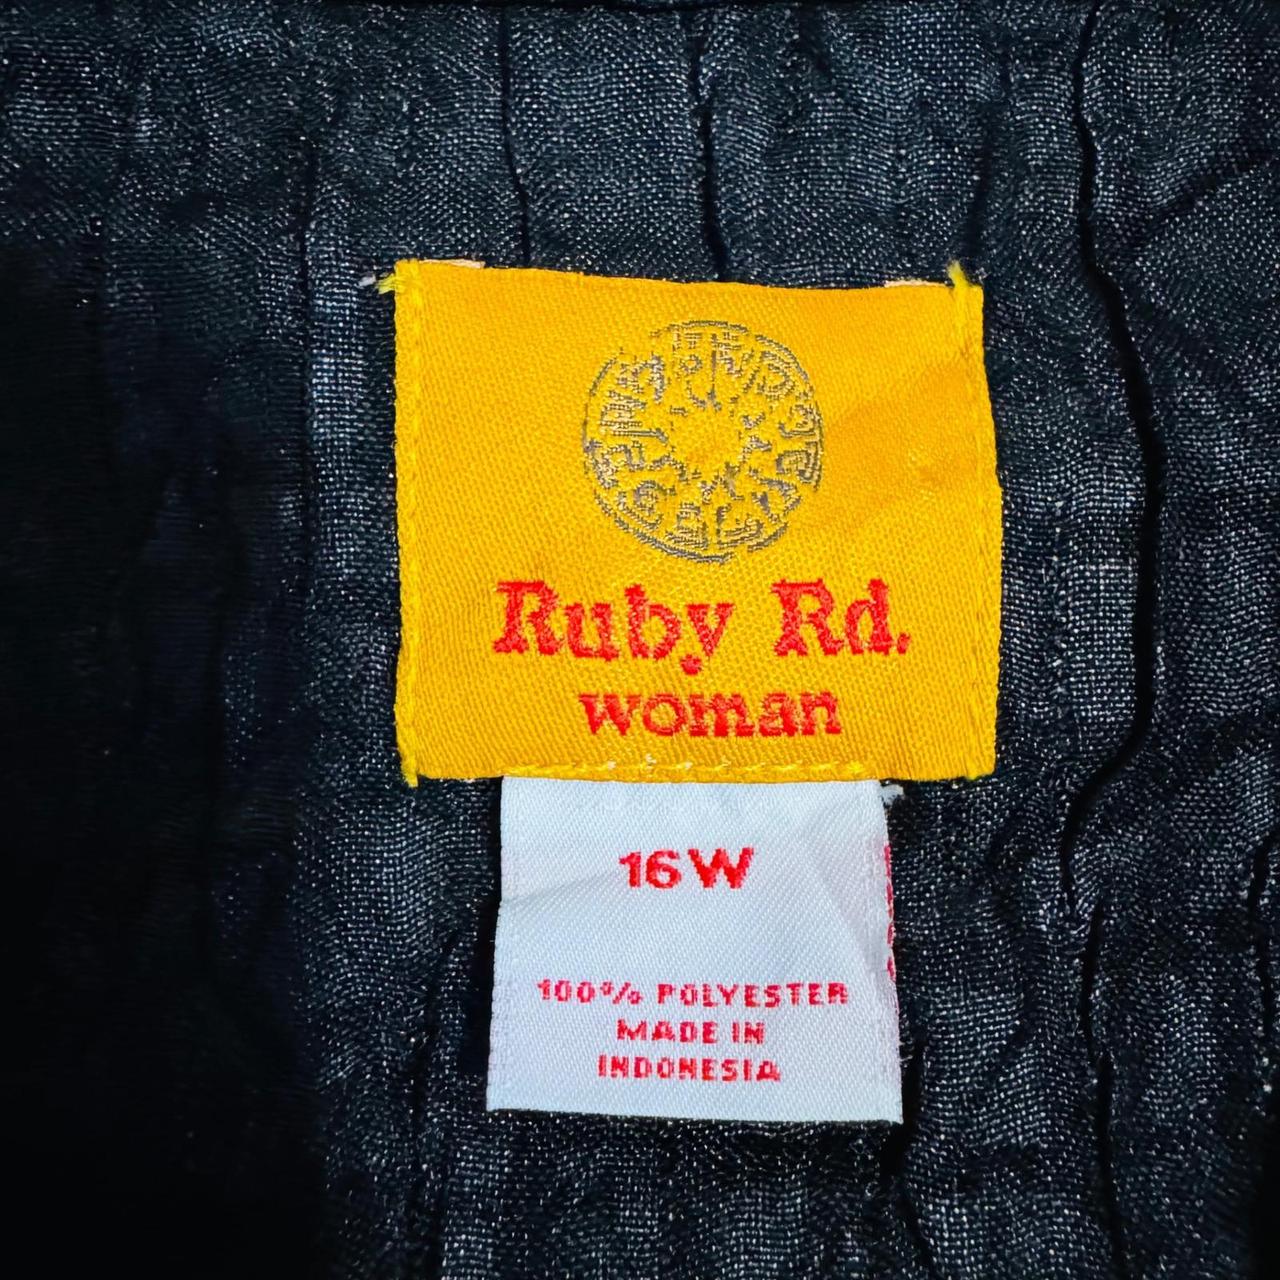 Ruby Rd.
woman
16W
100% POLYESTER
MADE IN
INDONESIA